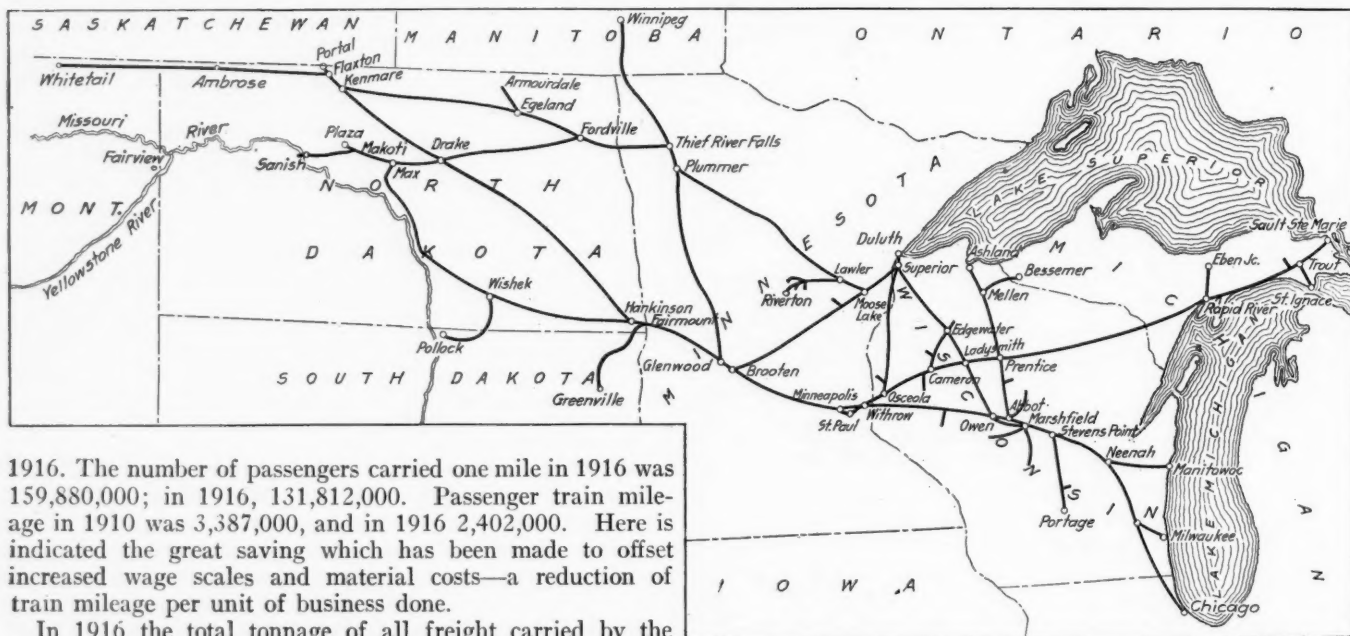 SASKATCHEWAN
MANITOBA
ONTARIO
Winnipeg
Portal
Flaxton
Kenmare
Whitetail
Ambrose
Armourdale
Egeland
Missouri
River
Plaza
Makoti
Drake
Fordville
Thief River Falls
Fairview
Sanish
Max
Plummer
NORTH
DAKOTA
MONT.
Yellowstone River
MINNESOTA
LAKE SUPERIOR
Sault Ste Marie
Duluth
Superior
Ashland
Bessemer
Eben Jc.
Trout
Lawler
Riverton
Moose
Lake
Mellen
St. Ignace
Rapid River
Wishek
Hankinson
Fairmount
Pollock
Edgewater
Ladysmith
Prentice
Glenwood
Brooten
Cameron
SOUTH DAKOTA
Greenville
Minneapolis
St. Paul
Osceola
Withrow
WISCONSIN
Owen
Abbot
Marshfield
Stevens Point
Neenah
Manitowoc
Portage
Milwaukee
MICHIGAN
LAKE MICHIGAN
IOWA
Chicago
1916. The number of passengers carried one mile in 1916 was
159,880,000; in 1916, 131,812,000. Passenger train mile-
age in 1910 was 3,387,000, and in 1916 2,402,000. Here is
indicated the great saving which has been made to offset
increased wage scales and material costs—a reduction of
train mileage per unit of business done.
In 1916 the total tonnage of all freight carried by the